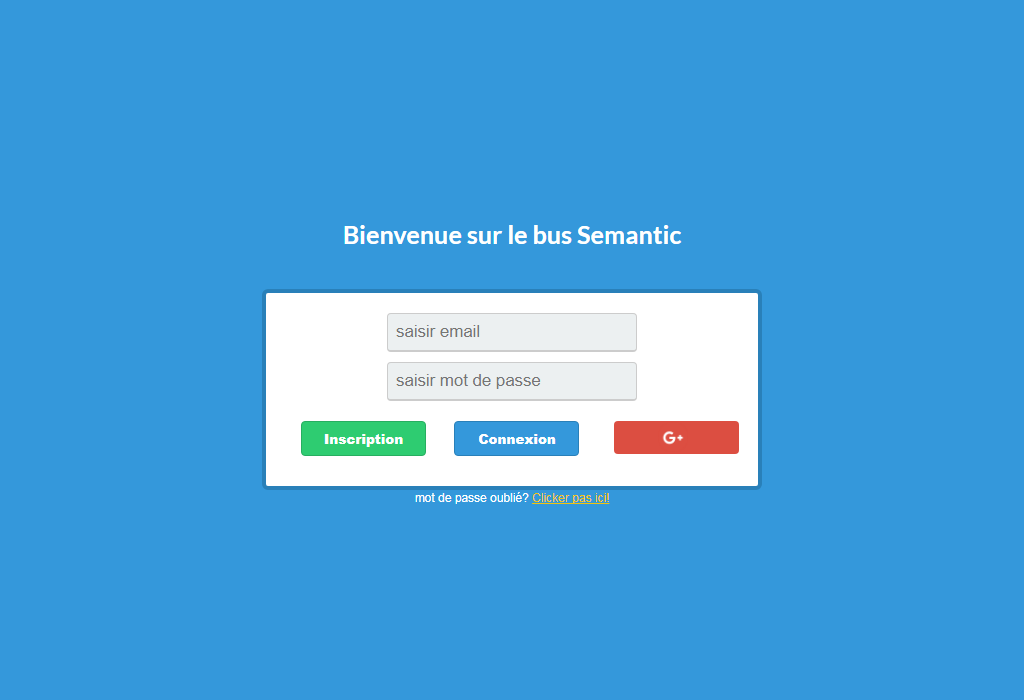 Bienvenue sur le bus Semantic
saisir email
saisir mot de passe
Inscription Connexion G+
mot de passe oublié? Clicker pas ici!